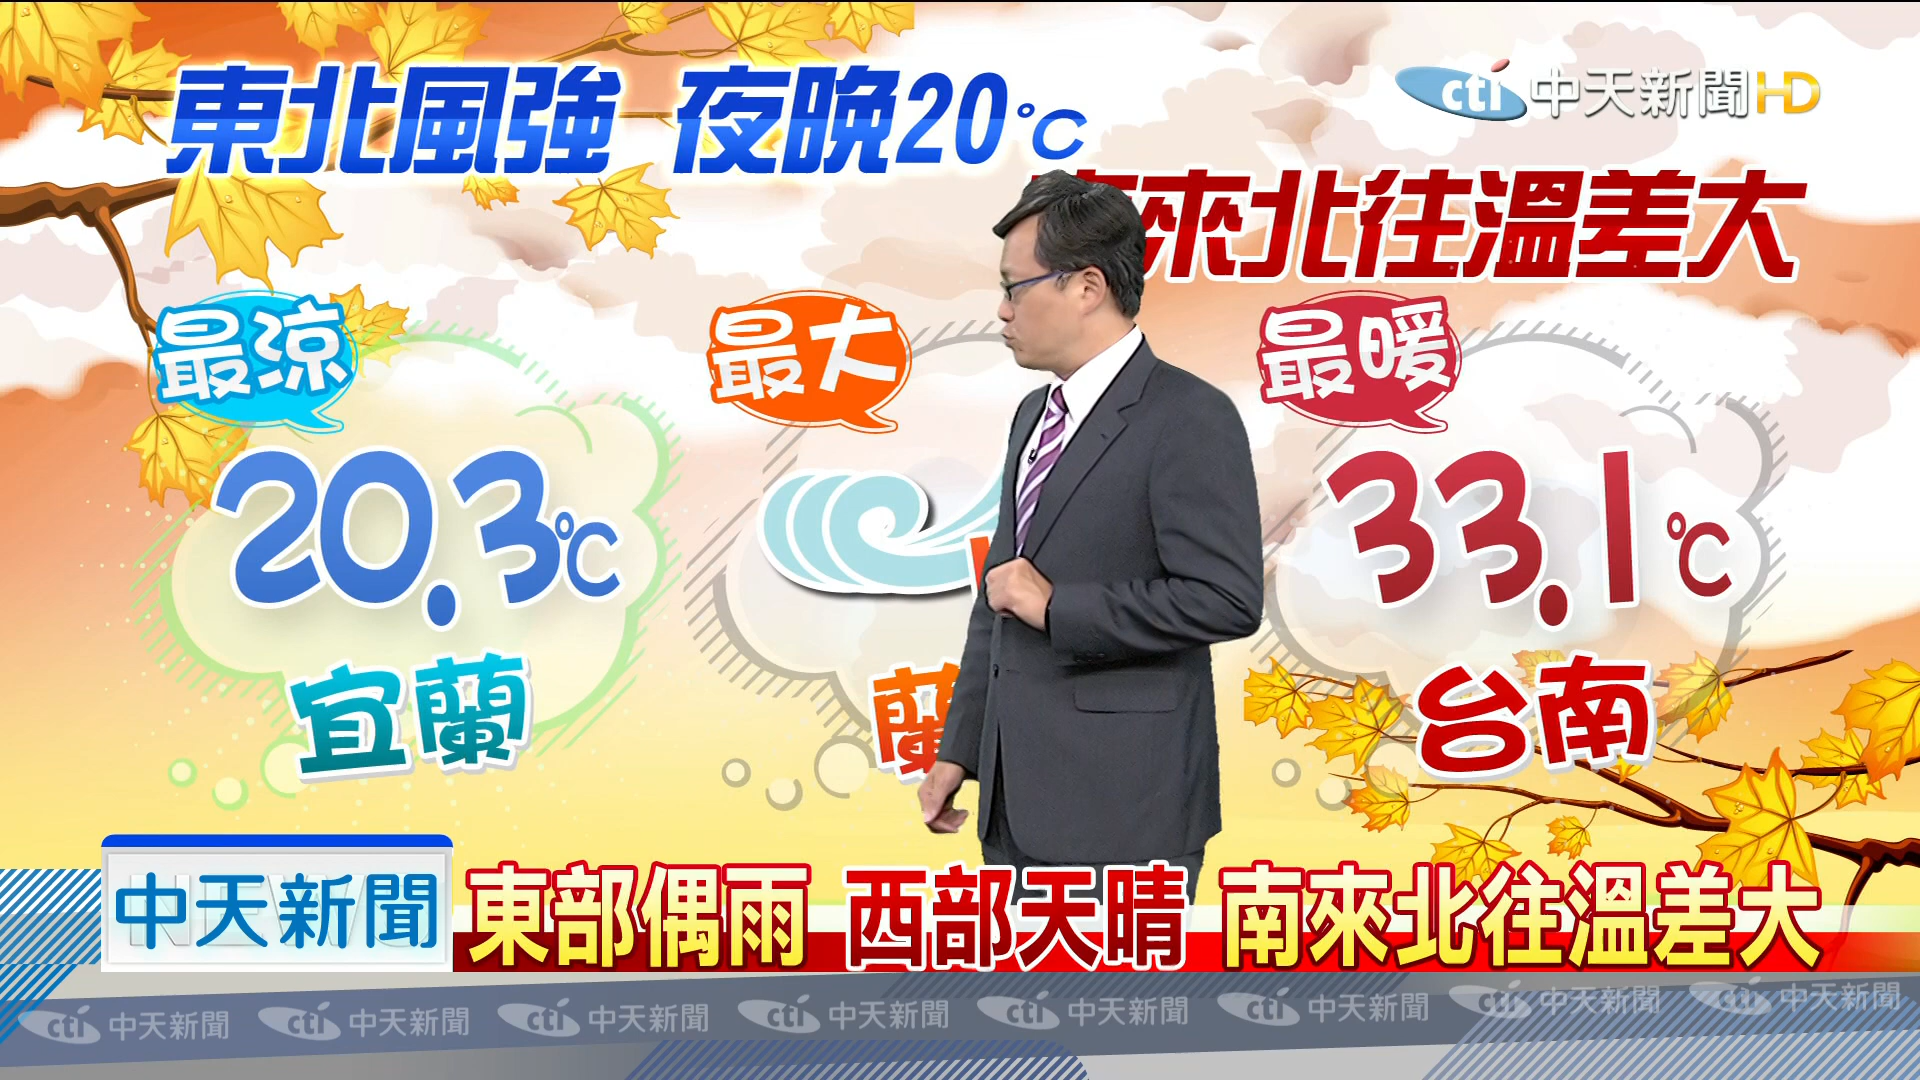 東北風強 夜晚20°C
cti 中天新聞HD
來北往溫差大
最涼
20.3°C
宜蘭
最大
蘭
最暖
33.1°C
台南
中天新聞
東部偶雨 西部天晴 南來北往溫差大
cti 中天新聞 cti 中天新聞 cti 中天新聞 cti 中天新聞 cti 中天新聞 cti 中天新聞 cti 中天新聞 cti 中天新聞